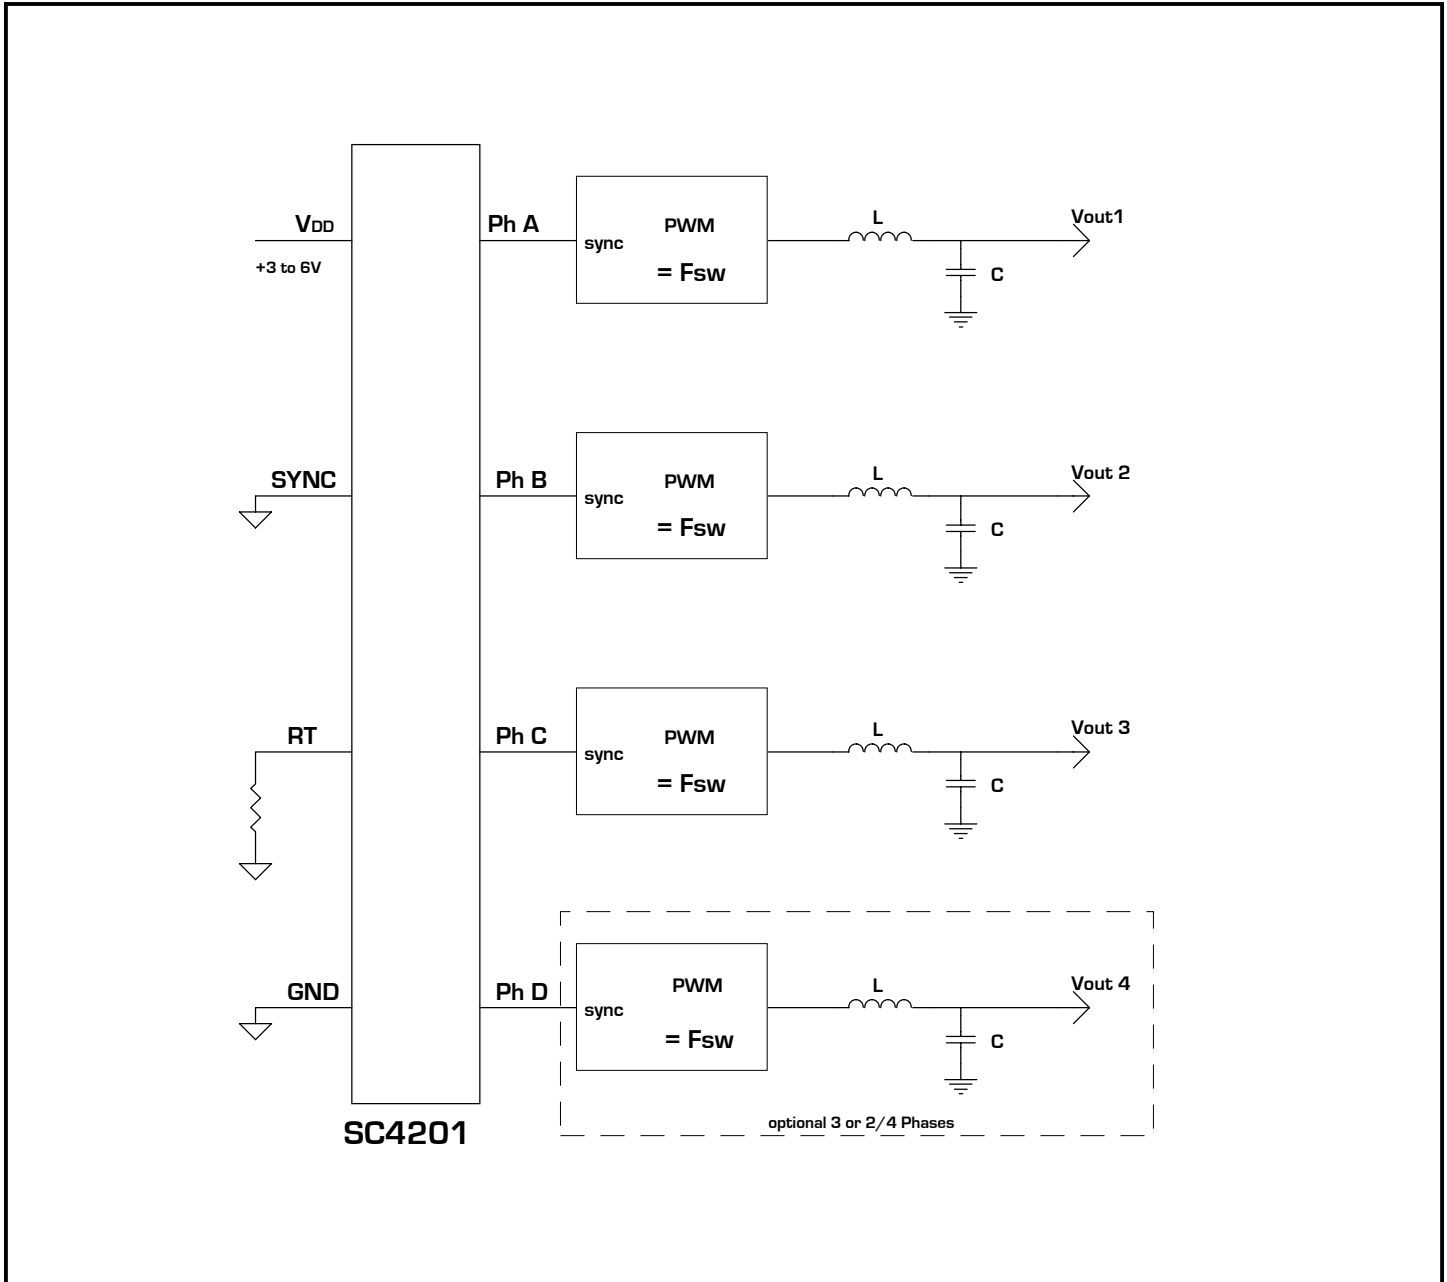 VDD
+3 to 6V
Ph A
sync
PWM
= Fsw
L
C
Vout1
SYNC
Ph B
sync
PWM
= Fsw
L
C
Vout 2
RT
Ph C
sync
PWM
= Fsw
L
C
Vout 3
GND
Ph D
sync
PWM
= Fsw
L
C
Vout 4
optional 3 or 2/4 Phases
SC4201